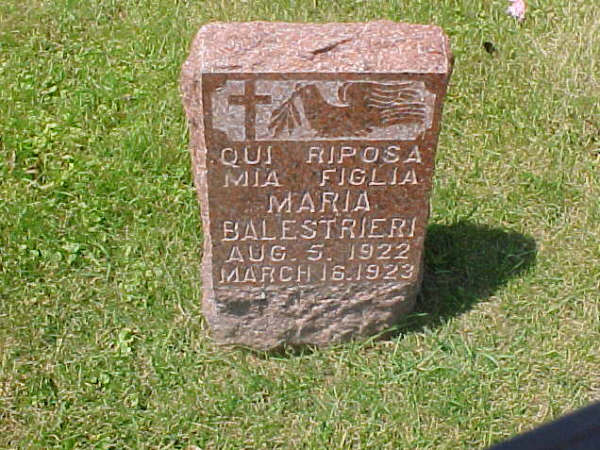 QUI RIPOSA
MIA FIGLIA
MARIA
BALESTRIERI
AUG. 5. 1922
MARCH 16. 1923